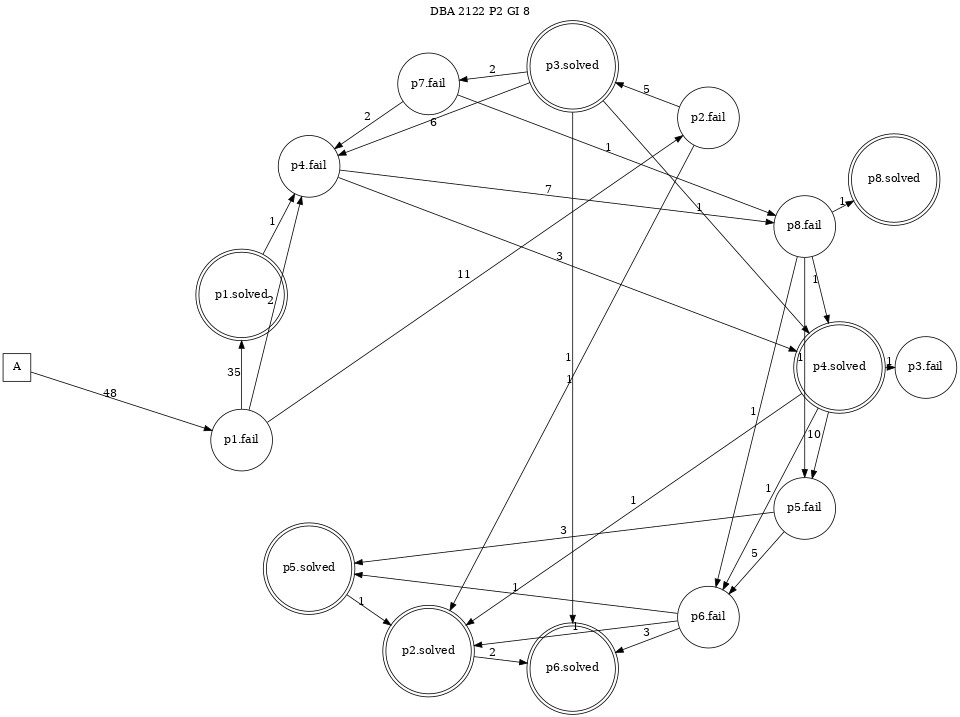 DBA 2122 P2 GI 8
p3.solved
p7.fail
2
5
p2.fail
2
6
p4.fail
1
p8.solved
7
1
p8.fail
1
1
3
p1.solved
2
11
1
35
1
1
p4.solved
1
p3.fail
A
48
1
1
p1.fail
10
1
1
p5.fail
3
5
p5.solved
1
1
p6.fail
1
3
p2.solved
2
p6.solved